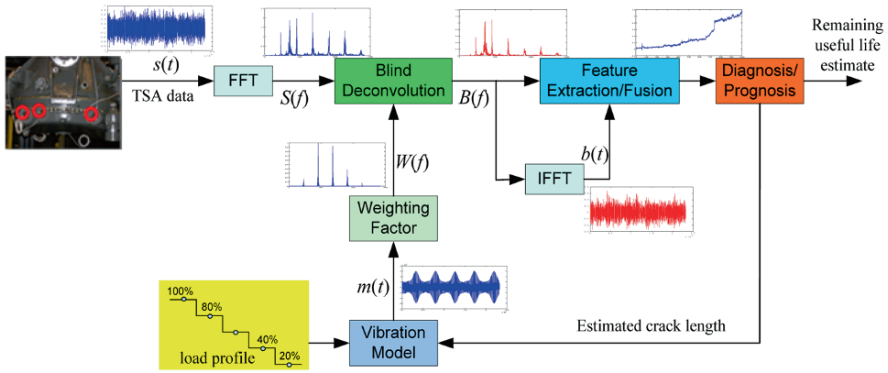 s(t)
TSA data
FFT
S(f)
Blind
Deconvolution
B(f)
Feature
Extraction/Fusion
Diagnosis/
Prognosis
Remaining
useful life
estimate
W(f)
IFFT
b(t)
Weighting
Factor
m(t)
100%
80%
40%
20%
load profile
Vibration
Model
Estimated crack length